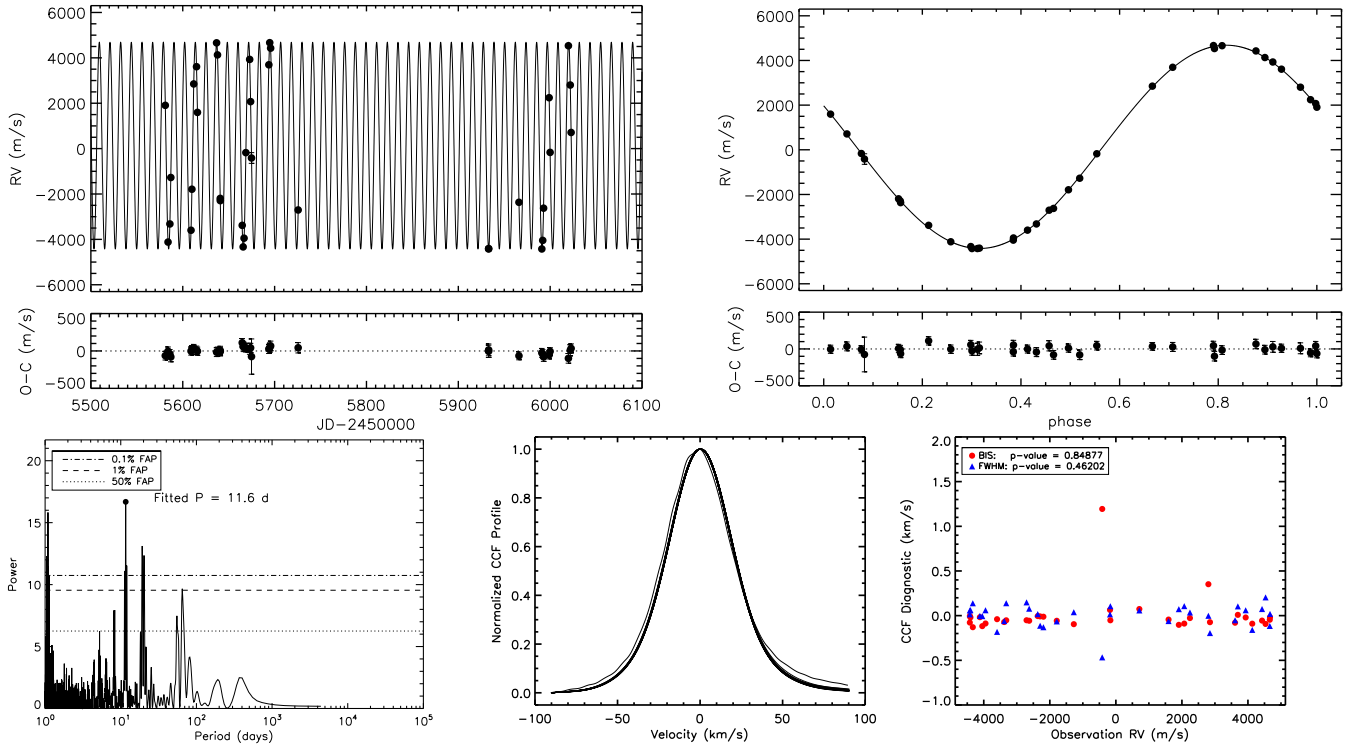 6000
4000
2000
0
−2000
−4000
−6000
RV (m/s)
500
0
−500
O−C (m/s)
5500 5600 5700 5800 5900 6000 6100
JD−2450000
6000
4000
2000
0
−2000
−4000
−6000
RV (m/s)
500
0
−500
O−C (m/s)
0.0 0.2 0.4 0.6 0.8 1.0
phase
20
15
10
5
0
Power
0.1% FAP
1% FAP
50% FAP
Fitted P = 11.6 d
10^0 10^1 10^2 10^3 10^4 10^5
Period (days)
1.0
0.8
0.6
0.4
0.2
0.0
Normalized CCF Profile
−100 −50 0 50 100
Velocity (km/s)
2.0
1.5
1.0
0.5
0.0
−0.5
−1.0
CCF Diagnostic (km/s)
BIS: p−value = 0.84877
FWHM: p−value = 0.46202
−4000 −2000 0 2000 4000
Observation RV (m/s)